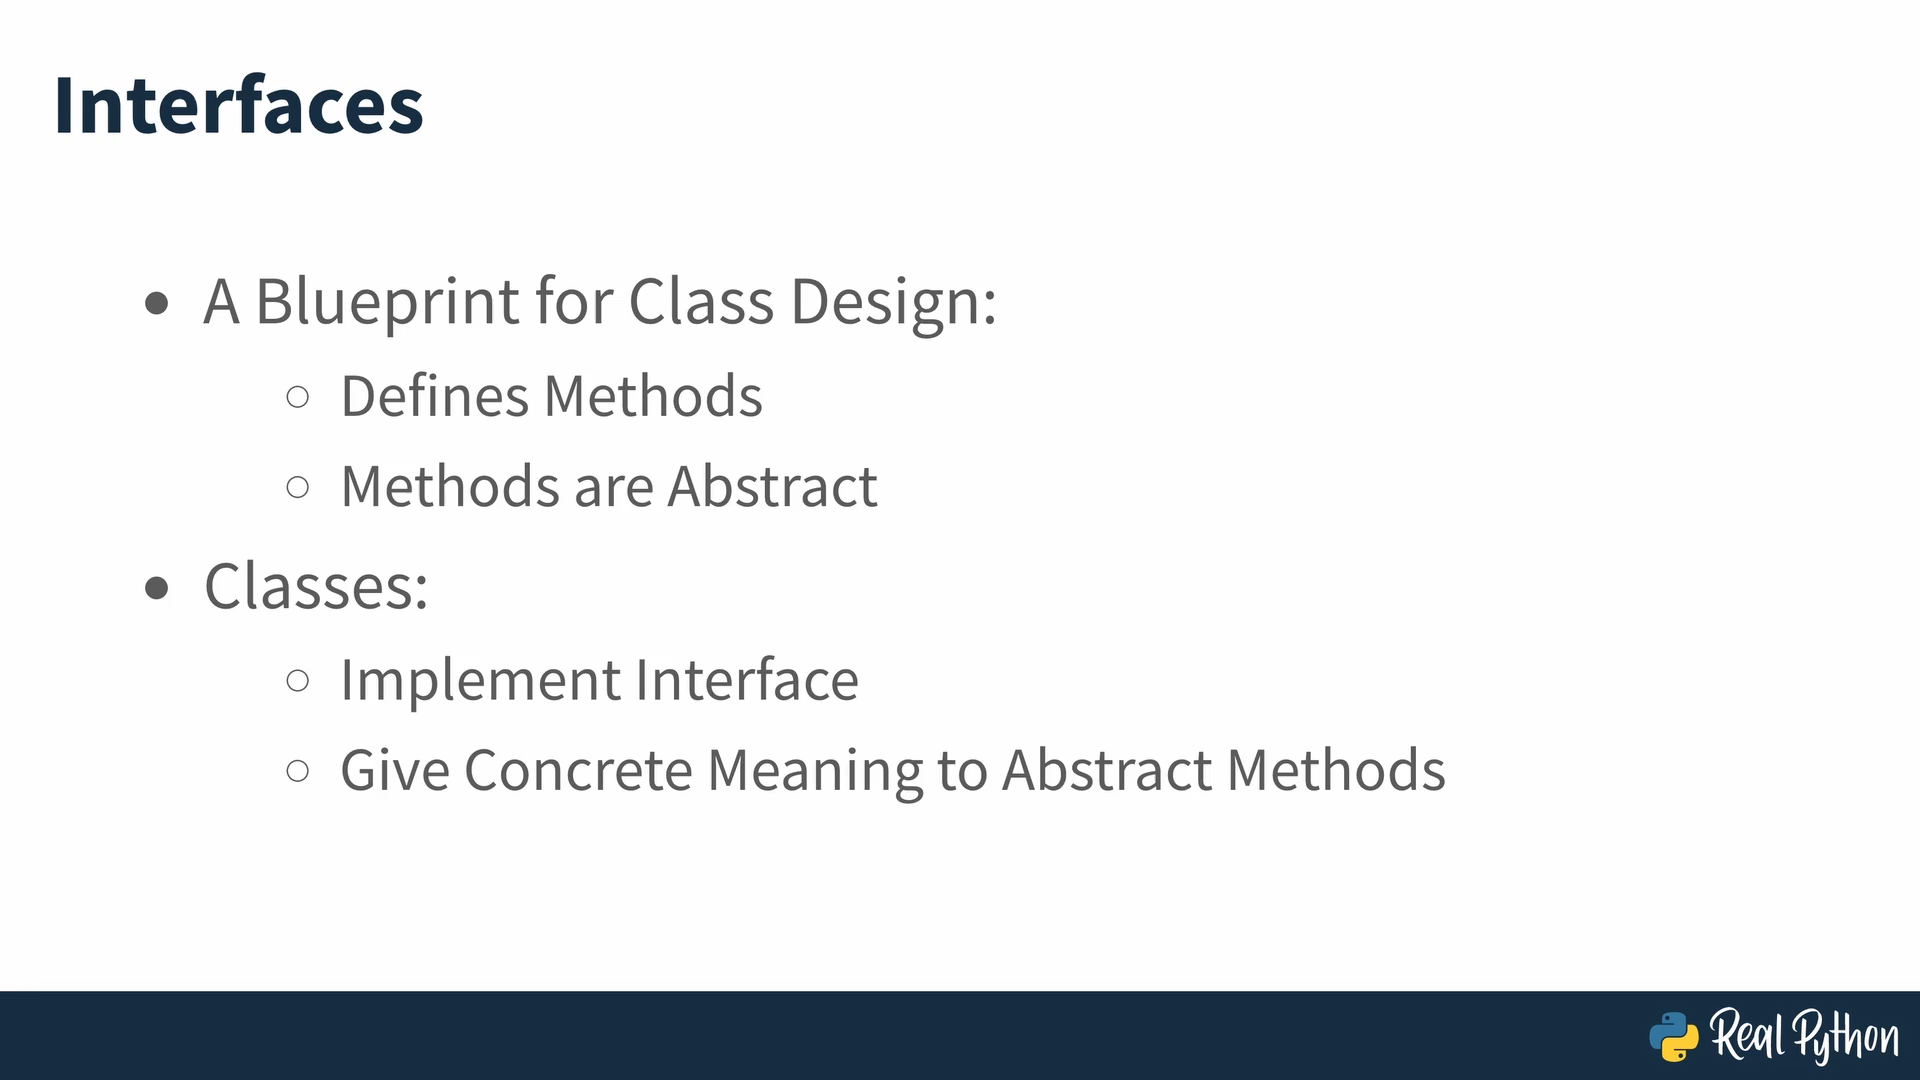 Interfaces
A Blueprint for Class Design:
Defines Methods
Methods are Abstract
Classes:
Implement Interface
Give Concrete Meaning to Abstract Methods
Real Python